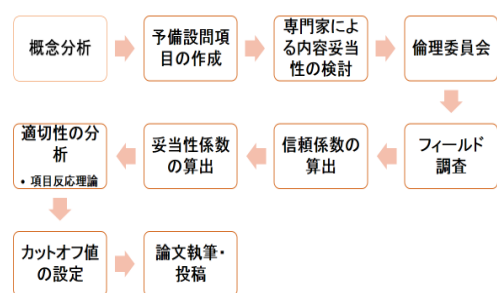 概念分析
予備設問項
目の作成
専門家によ
る内容妥当
性の検討
倫理委員会
フィールド
調査
信頼係数の
算出
妥当性係数
の算出
適切性の分
析
• 項目反応理論
カットオフ値
の設定
論文執筆・
投稿